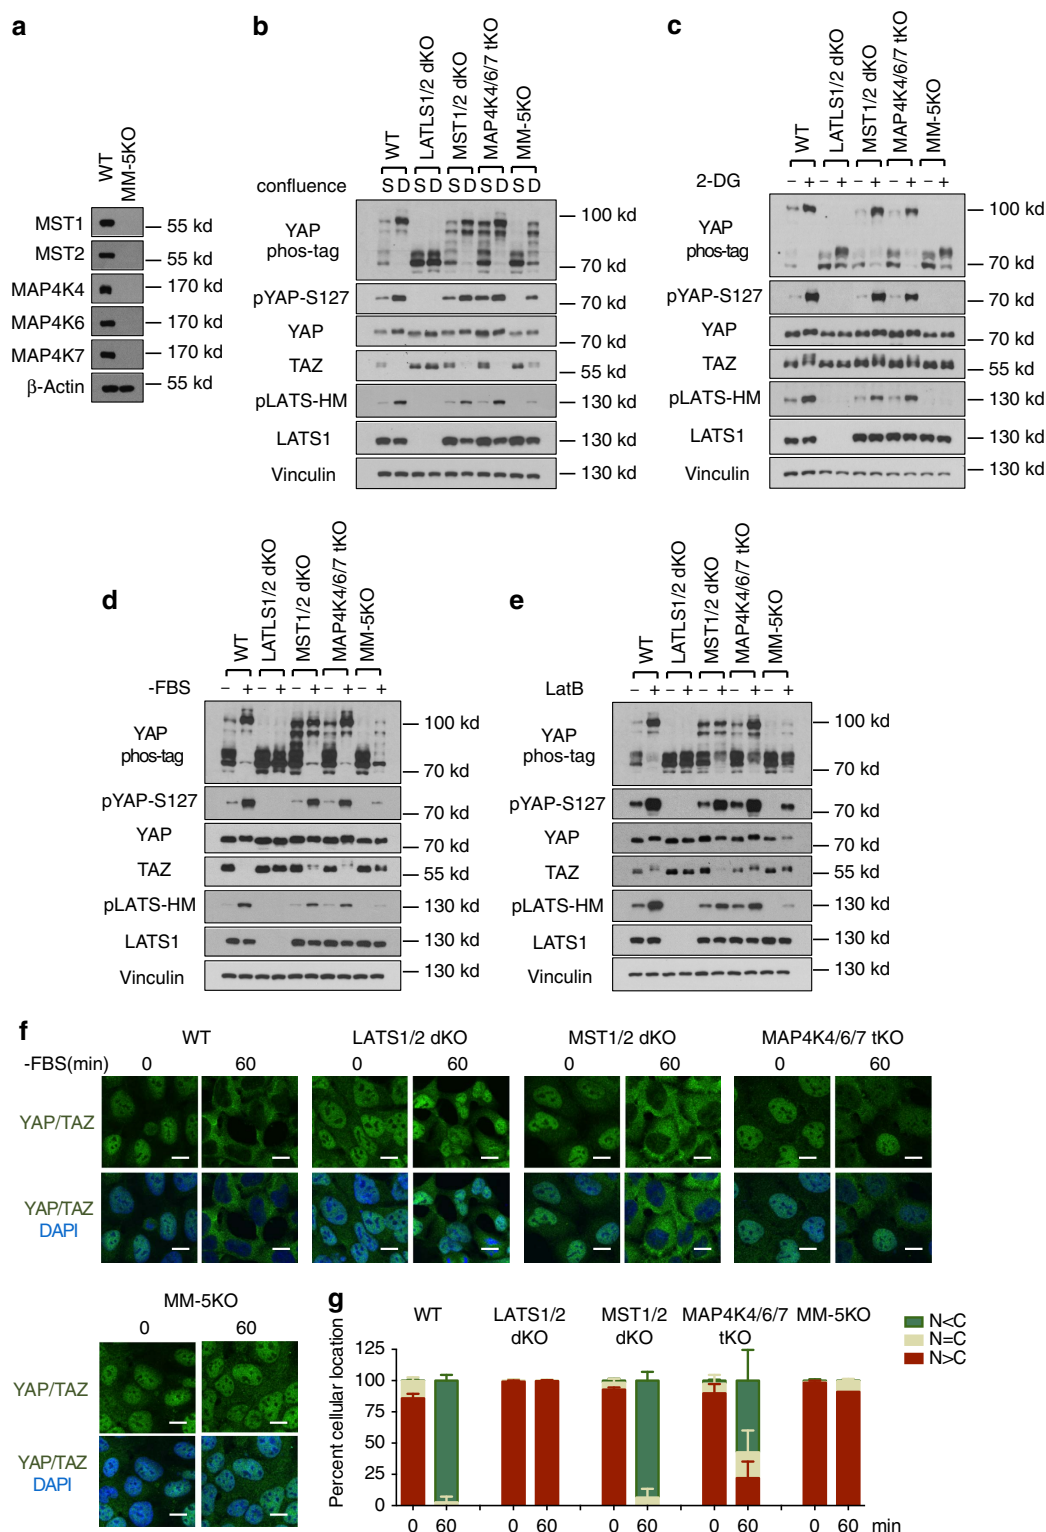 a
WT
MM-5KO
MST1
MST2
MAP4K4
MAP4K6
MAP4K7
β-Actin
55 kd
55 kd
170 kd
170 kd
170 kd
55 kd
b
WT
LATLS1/2 dKO
MST1/2 dKO
MAP4K4/6/7 tKO
MM-5KO
confluence
S D S D S D S D S D
YAP
phos-tag
100 kd
70 kd
pYAP-S127
70 kd
YAP
70 kd
TAZ
55 kd
pLATS-HM
130 kd
LATS1
130 kd
Vinculin
130 kd
c
WT
LATLS1/2 dKO
MST1/2 dKO
MAP4K4/6/7 tKO
MM-5KO
2-DG
− + − + − + − + − +
YAP
phos-tag
100 kd
70 kd
pYAP-S127
70 kd
YAP
70 kd
TAZ
55 kd
pLATS-HM
130 kd
LATS1
130 kd
Vinculin
130 kd
d
WT
LATLS1/2 dKO
MST1/2 dKO
MAP4K4/6/7 tKO
MM-5KO
-FBS
− + − + − + − + − +
YAP
phos-tag
100 kd
70 kd
pYAP-S127
70 kd
YAP
70 kd
TAZ
55 kd
pLATS-HM
130 kd
LATS1
130 kd
Vinculin
130 kd
e
WT
LATLS1/2 dKO
MST1/2 dKO
MAP4K4/6/7 tKO
MM-5KO
LatB
− + − + − + − + − +
YAP
phos-tag
100 kd
70 kd
pYAP-S127
70 kd
YAP
70 kd
TAZ
55 kd
pLATS-HM
130 kd
LATS1
130 kd
Vinculin
130 kd
f
WT
LATS1/2 dKO
MST1/2 dKO
MAP4K4/6/7 tKO
-FBS(min)
0 60 0 60 0 60 0 60
YAP/TAZ
YAP/TAZ
DAPI
MM-5KO
0 60
YAP/TAZ
YAP/TAZ
DAPI
g
WT
LATS1/2
dKO
MST1/2
dKO
MAP4K4/6/7
tKO
MM-5KO
N<C
N=C
N>C
Percent cellular location
125
100
75
50
25
0
0 60 0 60 0 60 0 60 0 60 min